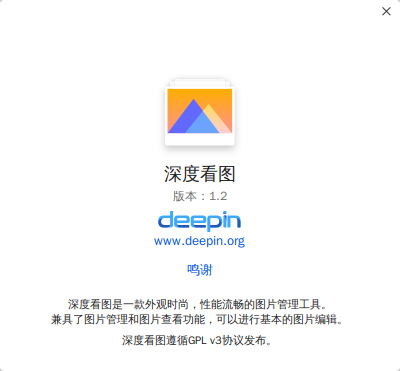 深度看图
版本：1.2
deepin
www.deepin.org
鸣谢
深度看图是一款外观时尚，性能流畅的图片管理工具。
兼具了图片管理和图片查看功能，可以进行基本的图片编辑。
深度看图遵循GPL v3协议发布。